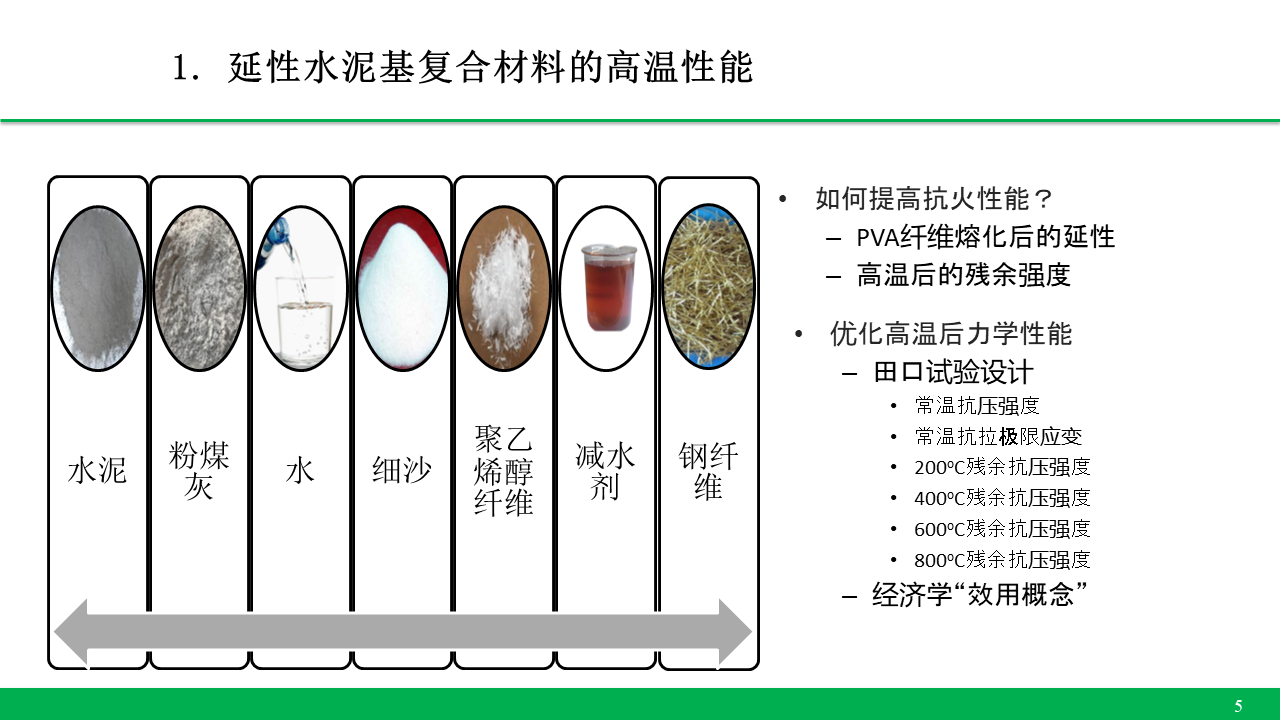 1. 延性水泥基复合材料的高温性能
水泥
粉煤
灰
水
细沙
聚乙
烯醇
纤维
减水
剂
钢纤
维
• 如何提高抗火性能？
– PVA纤维熔化后的延性
– 高温后的残余强度
• 优化高温后力学性能
– 田口试验设计
• 常温抗压强度
• 常温抗拉极限应变
• 200ºC残余抗压强度
• 400ºC残余抗压强度
• 600ºC残余抗压强度
• 800ºC残余抗压强度
– 经济学“效用概念”
5